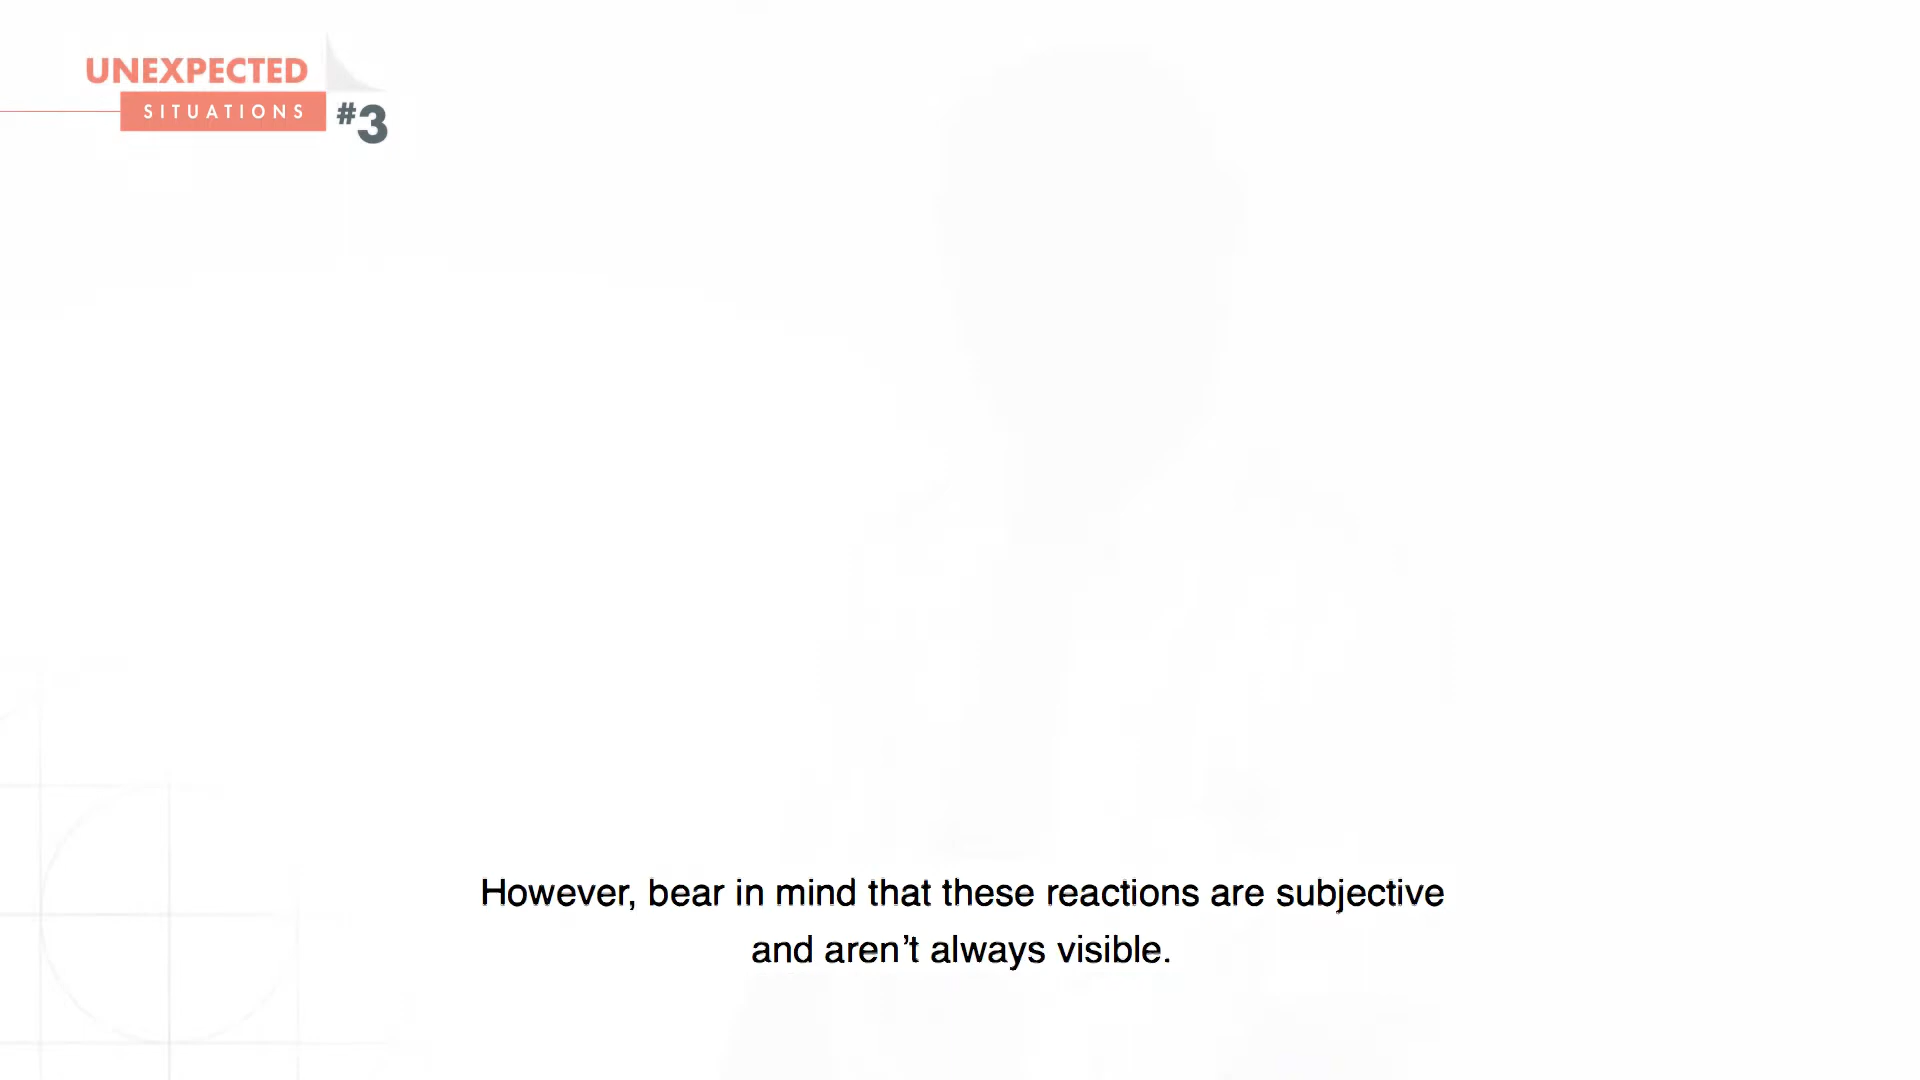 UNEXPECTED
SITUATIONS
#3
However, bear in mind that these reactions are subjective
and aren’t always visible.